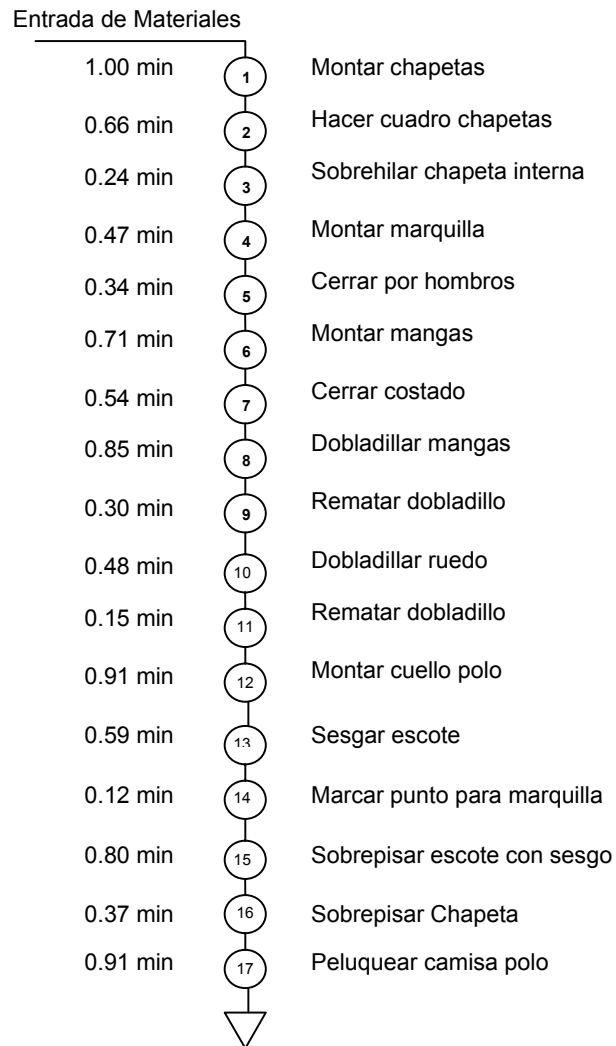 Entrada de Materiales
1.00 min 1 Montar chapetas
0.66 min 2 Hacer cuadro chapetas
0.24 min 3 Sobrehilar chapeta interna
0.47 min 4 Montar marquilla
0.34 min 5 Cerrar por hombros
0.71 min 6 Montar mangas
0.54 min 7 Cerrar costado
0.85 min 8 Dobladillar mangas
0.30 min 9 Rematar dobladillo
0.48 min 10 Dobladillar ruedo
0.15 min 11 Rematar dobladillo
0.91 min 12 Montar cuello polo
0.59 min 13 Sesgar escote
0.12 min 14 Marcar punto para marquilla
0.80 min 15 Sobrepisar escote con sesgo
0.37 min 16 Sobrepisar Chapeta
0.91 min 17 Peluquear camisa polo